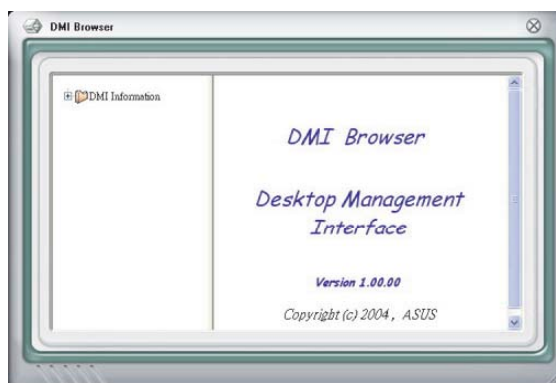 DMI Browser
DMI Information
DMI Browser
Desktop Management
Interface
Version 1.00.00
Copyright (c) 2004, ASUS